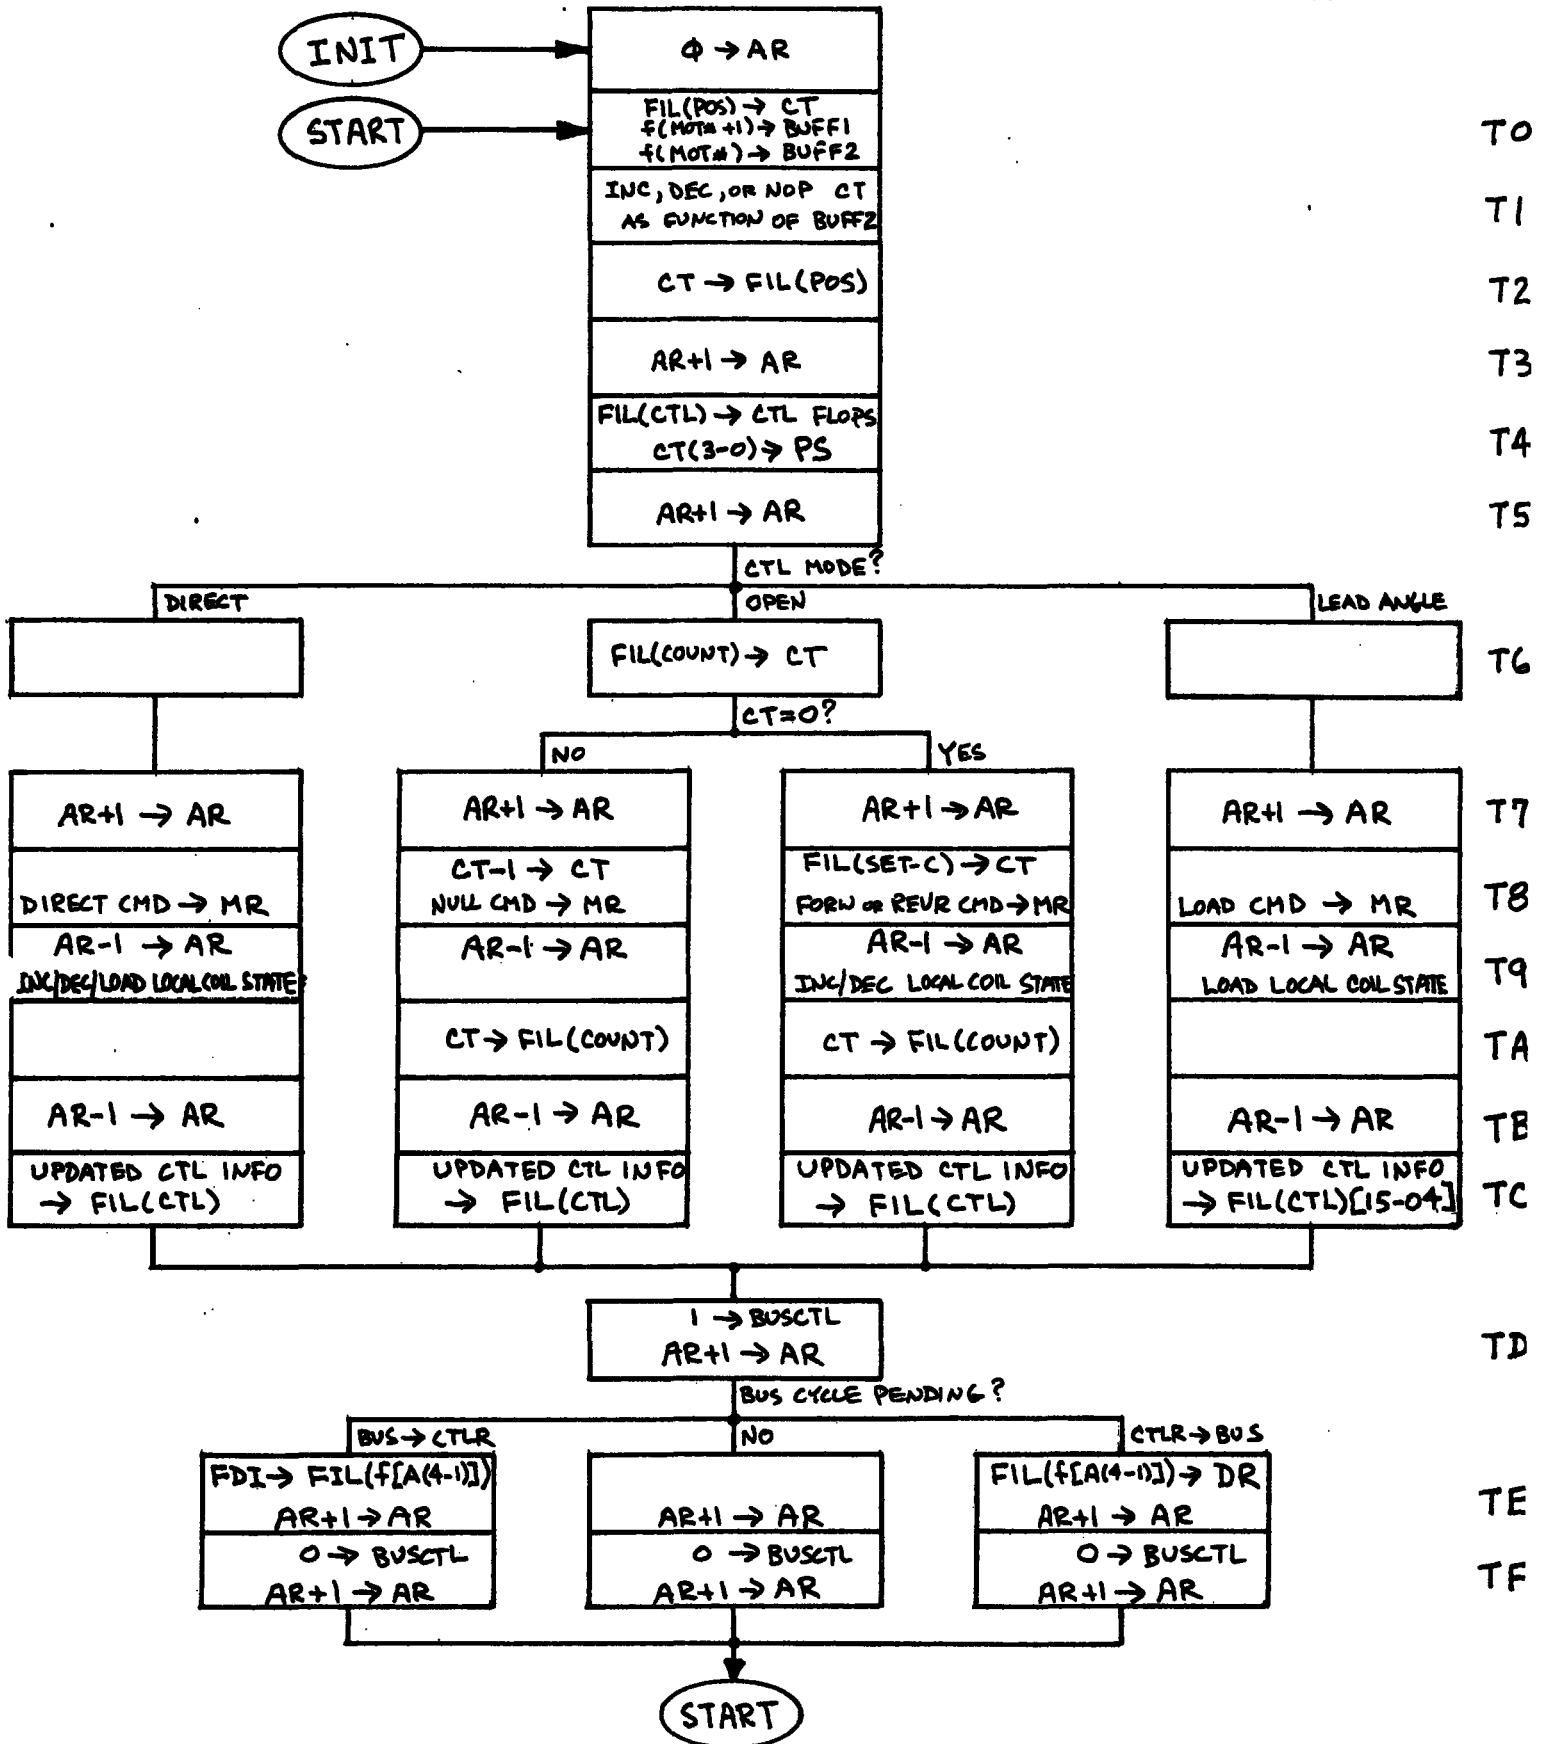 INIT
Φ → AR
START
FIL(POS) → CT
f(MOT# +1) → BUFF1
f(MOT#) → BUFF2
T0
INC, DEC, OR NOP CT
AS FUNCTION OF BUFF2
T1
CT → FIL(POS)
T2
AR+1 → AR
T3
FIL(CTL) → CTL FLOPS
CT(3-0) → PS
T4
AR+1 → AR
T5
CTL MODE?
DIRECT
OPEN
LEAD ANGLE
FIL(COUNT) → CT
T6
CT=0?
NO
YES
AR+1 → AR
AR+1 → AR
AR+1 → AR
AR+1 → AR
T7
DIRECT CMD → MR
CT-1 → CT
NULL CMD → MR
FIL(SET-C) → CT
FORW OR REVR CMD → MR
LOAD CMD → MR
T8
AR-1 → AR
INC/DEC/LOAD LOCAL COIL STATE
AR-1 → AR
AR-1 → AR
INC/DEC LOCAL COIL STATE
AR-1 → AR
LOAD LOCAL COIL STATE
T9
CT → FIL(COUNT)
CT → FIL(COUNT)
TA
AR-1 → AR
AR-1 → AR
AR-1 → AR
AR-1 → AR
TB
UPDATED CTL INFO
→ FIL(CTL)
UPDATED CTL INFO
→ FIL(CTL)
UPDATED CTL INFO
→ FIL(CTL)
UPDATED CTL INFO
→ FIL(CTL)[15-04]
TC
1 → BUSCTL
AR+1 → AR
TD
BUS CYCLE PENDING?
BUS → CTLR
NO
CTLR → BUS
FDI → FIL(f[A(4-1)])
AR+1 → AR
AR+1 → AR
FIL(f[A(4-1)]) → DR
AR+1 → AR
TE
0 → BUSCTL
AR+1 → AR
0 → BUSCTL
AR+1 → AR
0 → BUSCTL
AR+1 → AR
TF
START